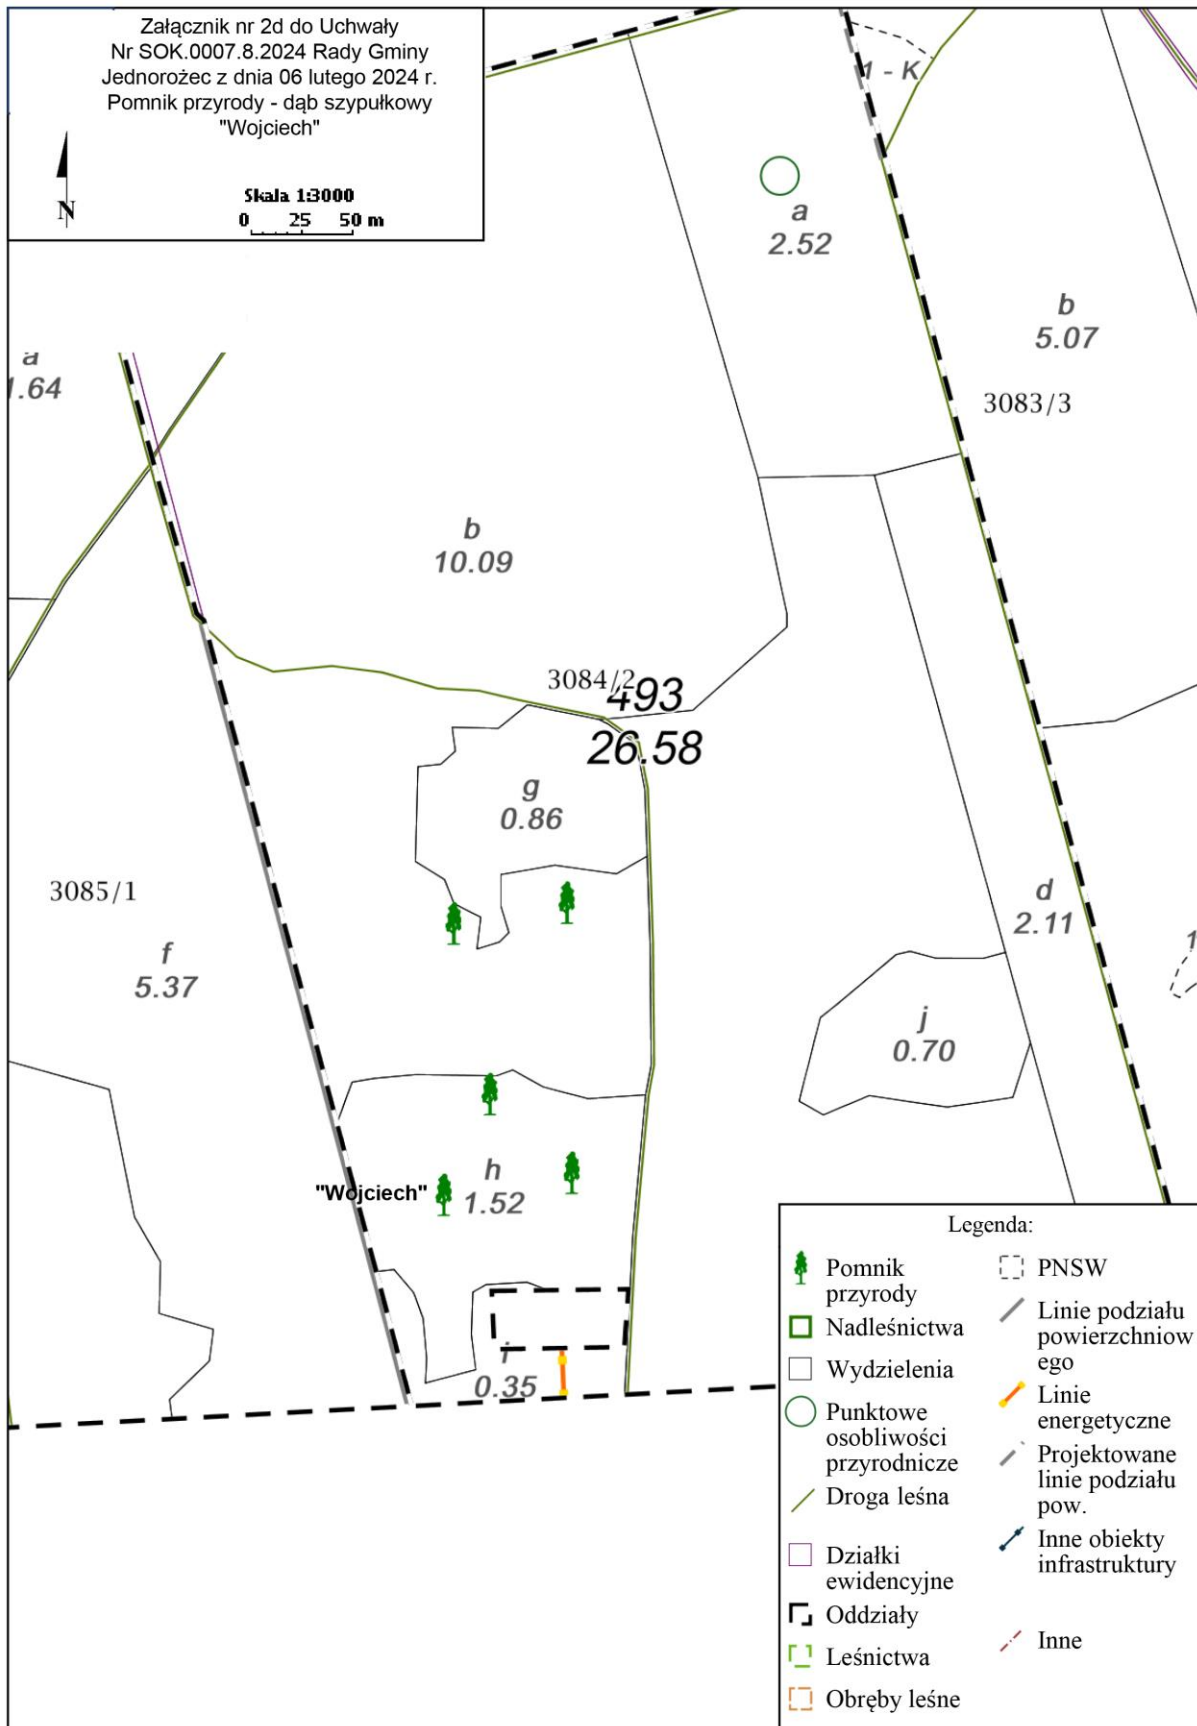 Załącznik nr 2d do Uchwały
Nr SOK.0007.8.2024 Rady Gminy
Jednorożec z dnia 06 lutego 2024 r.
Pomnik przyrody - dąb szypułkowy
"Wojciech"
N
Skala 1:3000
0 25 50 m
1 - K
a
2.52
b
5.07
a
1.64
3083/3
b
10.09
3084/2
493
26.58
g
0.86
3085/1
d
2.11
f
5.37
j
0.70
h
1.52
"Wojciech"
i
0.35
Legenda:
Pomnik
przyrody
Nadleśnictwa
Wydzielenia
Punktowe
osobliwości
przyrodnicze
Droga leśna
Działki
ewidencyjne
Oddziały
Leśnictwa
Obręby leśne
PNSW
Linie podziału
powierzchniow
ego
Linie
energetyczne
Projektowane
linie podziału
pow.
Inne obiekty
infrastruktury
Inne